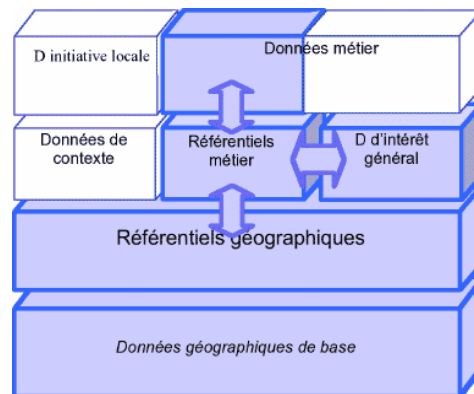 D initiative locale
Données métier
Données de
contexte
Référentiels
métier
D d'intérêt
général
Référentiels géographiques
Données géographiques de base